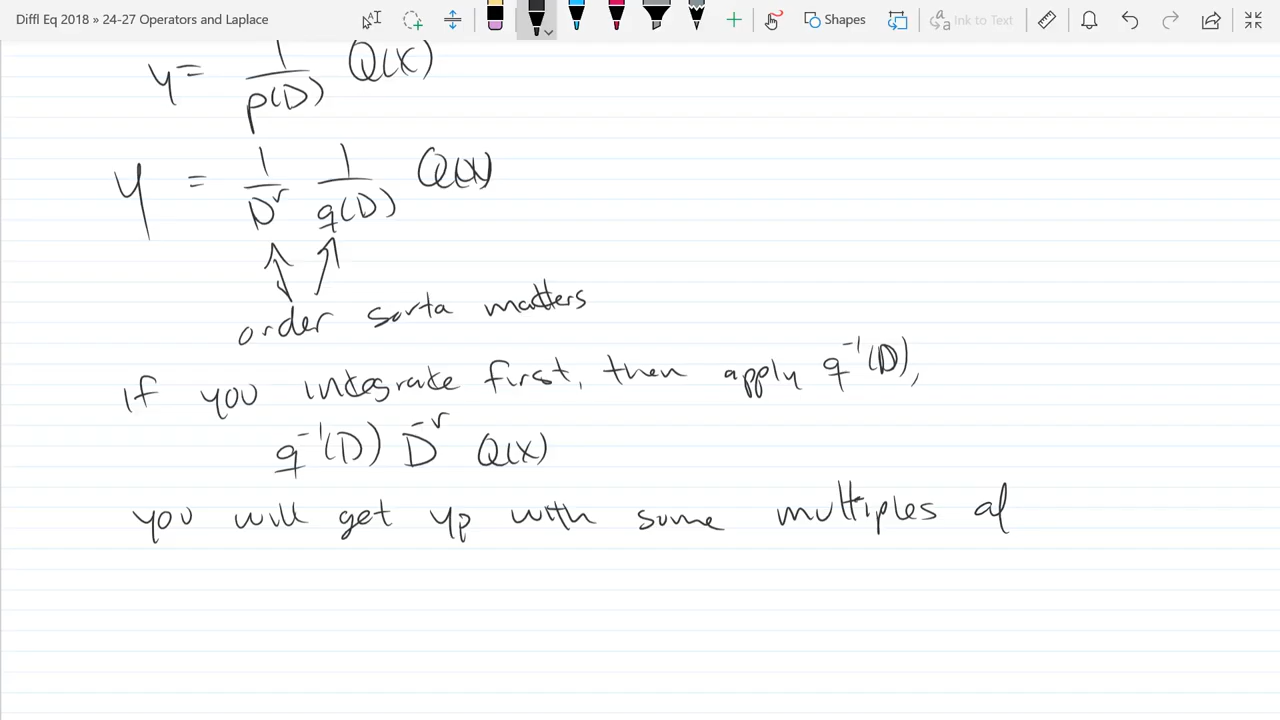 Diffl Eq 2018 » 24-27 Operators and Laplace
Shapes
Ink to Text
y = 1/p(D) Q(x)
y = 1/D^r 1/q(D) Q(x)
order sorta matters
if you integrate first, then apply q^-1(D),
q^-1(D) D^-r Q(x)
you will get yp with some multiples of